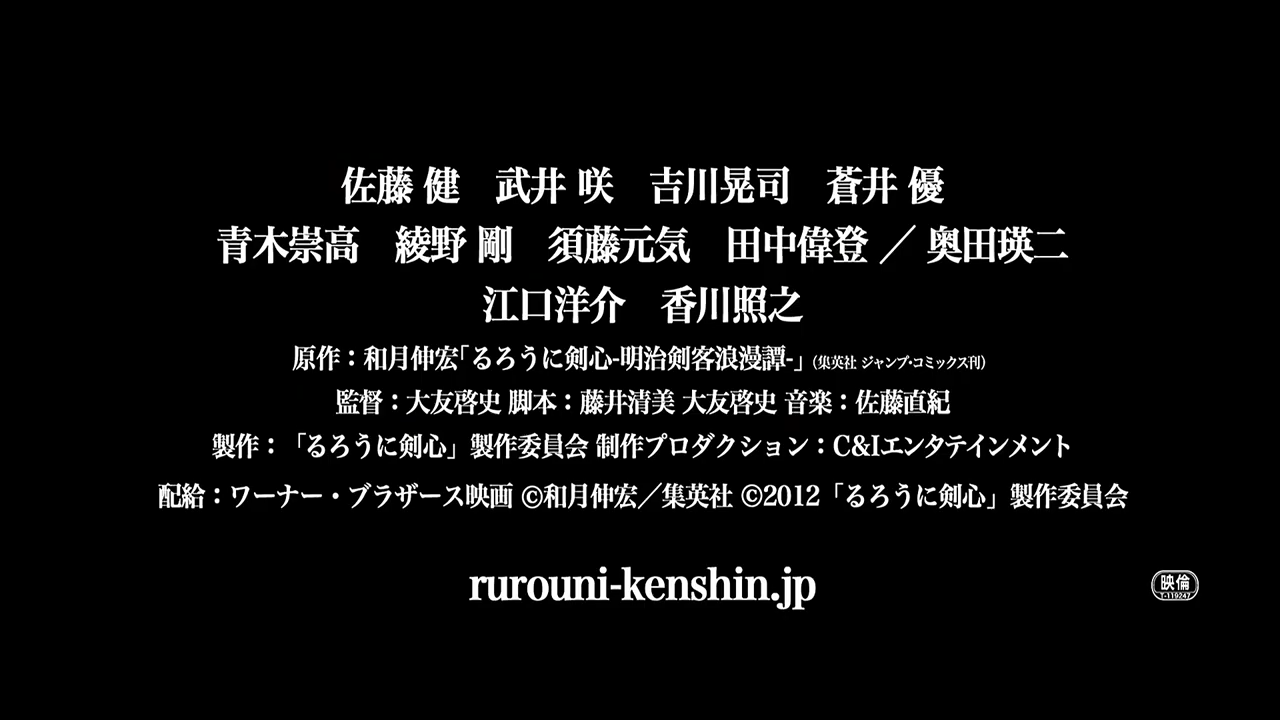 佐藤 健　武井 咲　吉川晃司　蒼井 優
青木崇高　綾野 剛　須藤元気　田中偉登 ／ 奥田瑛二
江口洋介　香川照之
原作：和月伸宏「るろうに剣心-明治剣客浪漫譚-」（集英社 ジャンプ・コミックス刊）
監督：大友啓史 脚本：藤井清美 大友啓史 音楽：佐藤直紀
製作：「るろうに剣心」製作委員会 制作プロダクション：C&Iエンタテインメント
配給：ワーナー・ブラザース映画 ©和月伸宏／集英社 ©2012「るろうに剣心」製作委員会
rurouni-kenshin.jp
映倫
T-119247